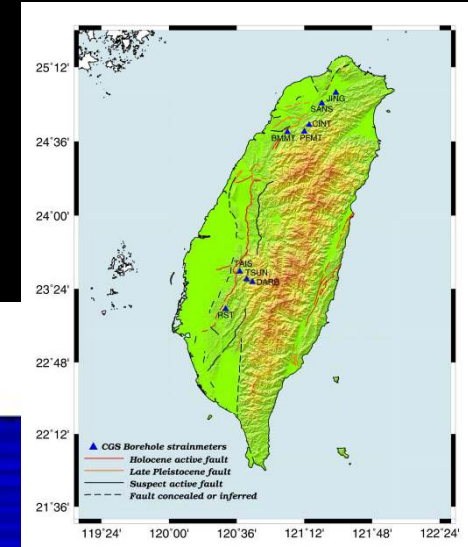 25°12'
JING
SANS
CINT
24°36'
BMMT
PFMT
24°00'
TAIS
TSUN
23°24'
DARB
RST
22°48'
22°12'
CGS Borehole strainmeters
Holocene active fault
Late Pleistocene fault
Suspect active fault
Fault concealed or inferred
21°36'
119°24' 120°00' 120°36' 121°12' 121°48' 122°24'